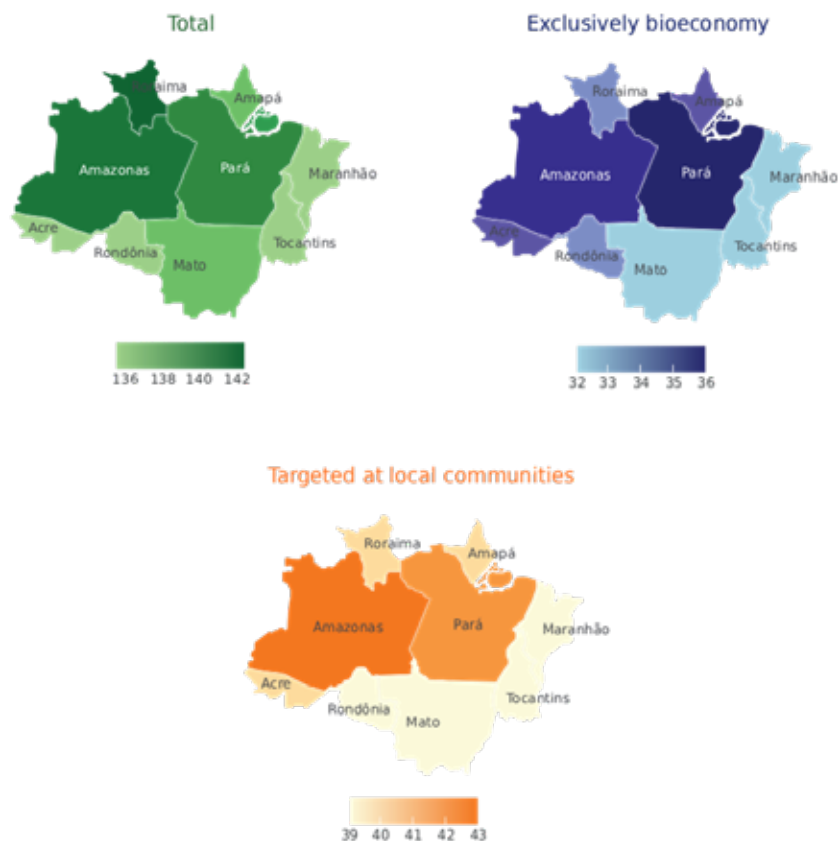 Total
Roraima
Amapá
Amazonas
Pará
Maranhão
Acre
Rondônia
Mato
Tocantins
136 138 140 142
Exclusively bioeconomy
Roraima
Amapá
Amazonas
Pará
Maranhão
Acre
Rondônia
Mato
Tocantins
32 33 34 35 36
Targeted at local communities
Roraima
Amapá
Amazonas
Pará
Maranhão
Acre
Rondônia
Mato
Tocantins
39 40 41 42 43